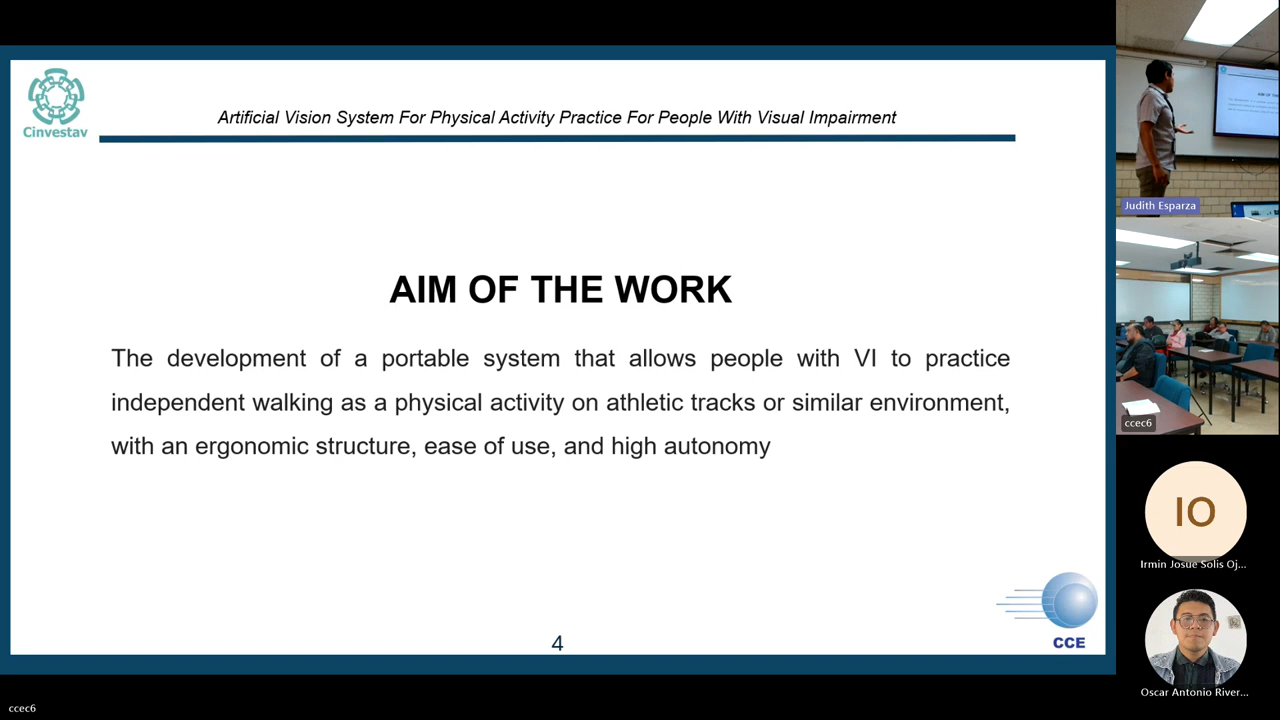 Cinvestav
Artificial Vision System For Physical Activity Practice For People With Visual Impairment
AIM OF THE WORK
The development of a portable system that allows people with VI to practice
independent walking as a physical activity on athletic tracks or similar environment,
with an ergonomic structure, ease of use, and high autonomy
4
CCE
AIM OF THE
Judith Esparza
ccec6
IO
Irmin Josue Solis Oj...
Oscar Antonio River...
ccec6